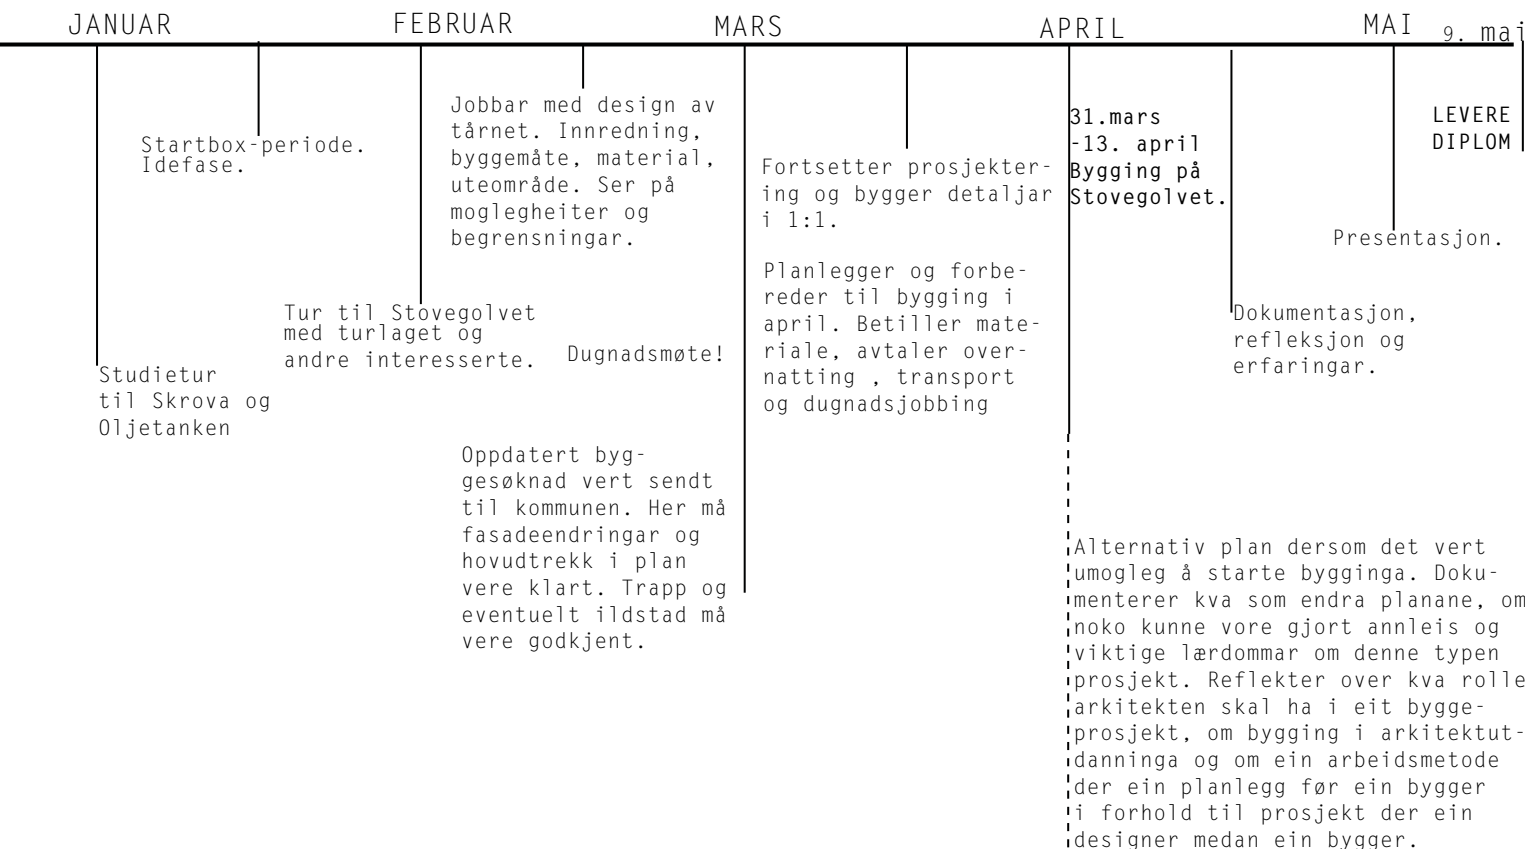 JANUAR
FEBRUAR
MARS
APRIL
MAI
9. mai
Studietur
til Skrova og
Oljetanken
Startbox-periode.
Idefase.
Tur til Stovegolvet
med turlaget og
andre interesserte.
Jobbar med design av
tårnet. Innredning,
byggemåte, material,
uteområde. Ser på
moglegheiter og
begrensningar.
Dugnadsmøte!
Oppdatert byg-
gesøknad vert sendt
til kommunen. Her må
fasadeendringar og
hovudtrekk i plan
vere klart. Trapp og
eventuelt ildstad må
vere godkjent.
Fortsetter prosjekter-
ing og bygger detaljar
i 1:1.
Planlegger og forbe-
reder til bygging i
april. Betiller mate-
riale, avtaler over-
natting , transport
og dugnadsjobbing
31.mars
-13. april
Bygging på
Stovegolvet.
Alternativ plan dersom det vert
umogleg å starte bygginga. Doku-
menterer kva som endra planane, om
noko kunne vore gjort annleis og
viktige lærdommar om denne typen
prosjekt. Reflekter over kva rolle
arkitekten skal ha i eit bygge-
prosjekt, om bygging i arkitektut-
danninga og om ein arbeidsmetode
der ein planlegg før ein bygger
i forhold til prosjekt der ein
designer medan ein bygger.
Dokumentasjon,
refleksjon og
erfaringar.
Presentasjon.
LEVERE
DIPLOM